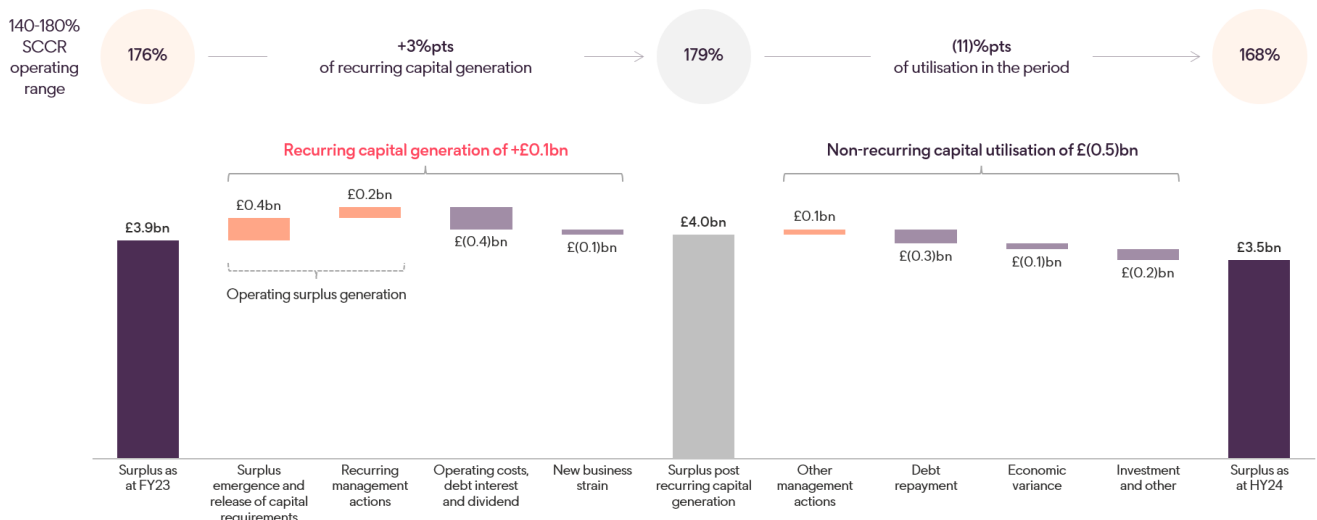 140-180%
SCCR
operating
range
176%
+3%pts
of recurring capital generation
179%
(11)%pts
of utilisation in the period
168%
Recurring capital generation of +£0.1bn
Non-recurring capital utilisation of £(0.5)bn
£3.9bn
£0.4bn
£0.2bn
£(0.4)bn
£(0.1)bn
£4.0bn
£0.1bn
£(0.3)bn
£(0.1)bn
£(0.2)bn
£3.5bn
Operating surplus generation
Surplus as
at FY23
Surplus
emergence and
release of capital
requirements
Recurring
management
actions
Operating costs,
debt interest
and dividend
New business
strain
Surplus post
recurring capital
generation
Other
management
actions
Debt
repayment
Economic
variance
Investment
and other
Surplus as
at HY24